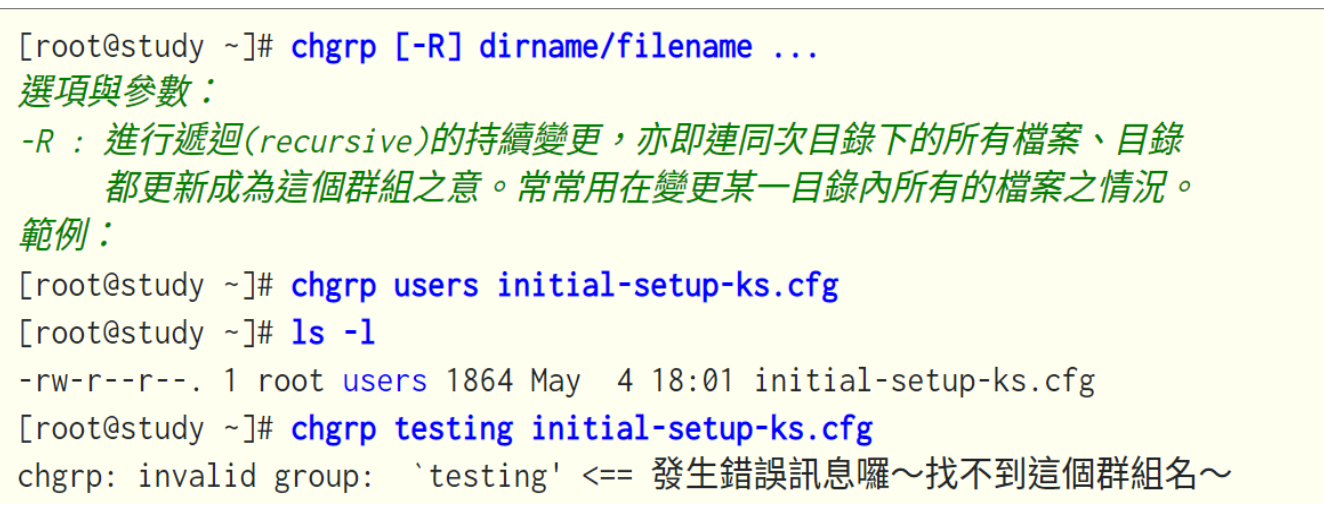 [root@study ~]# chgrp [-R] dirname/filename ...
選項與參數：
-R : 進行遞迴(recursive)的持續變更，亦即連同次目錄下的所有檔案、目錄
都更新成為這個群組之意。常常用在變更某一目錄內所有的檔案之情況。
範例：
[root@study ~]# chgrp users initial-setup-ks.cfg
[root@study ~]# ls -l
-rw-r--r--. 1 root users 1864 May  4 18:01 initial-setup-ks.cfg
[root@study ~]# chgrp testing initial-setup-ks.cfg
chgrp: invalid group:  `testing' <== 發生錯誤訊息囉～找不到這個群組名～